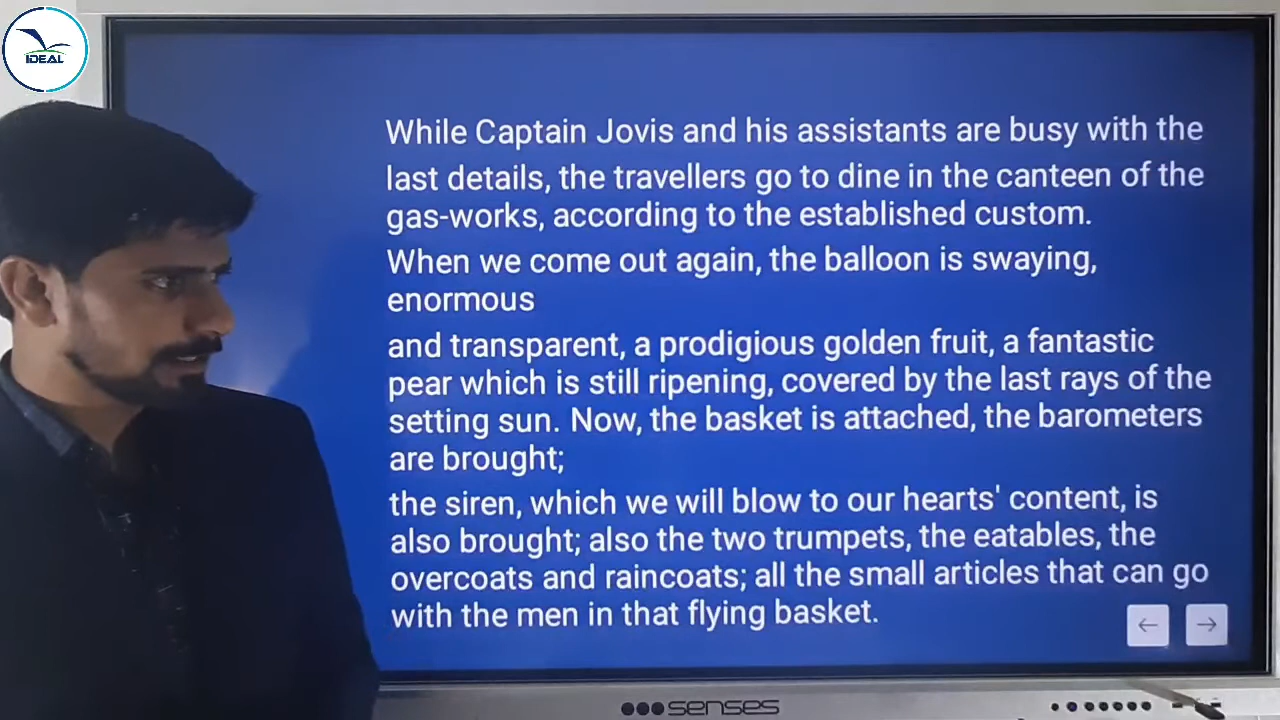 IDEAL
While Captain Jovis and his assistants are busy with the
last details, the travellers go to dine in the canteen of the
gas-works, according to the established custom.
When we come out again, the balloon is swaying,
enormous
and transparent, a prodigious golden fruit, a fantastic
pear which is still ripening, covered by the last rays of the
setting sun. Now, the basket is attached, the barometers
are brought;
the siren, which we will blow to our hearts' content, is
also brought; also the two trumpets, the eatables, the
overcoats and raincoats; all the small articles that can go
with the men in that flying basket.
senses